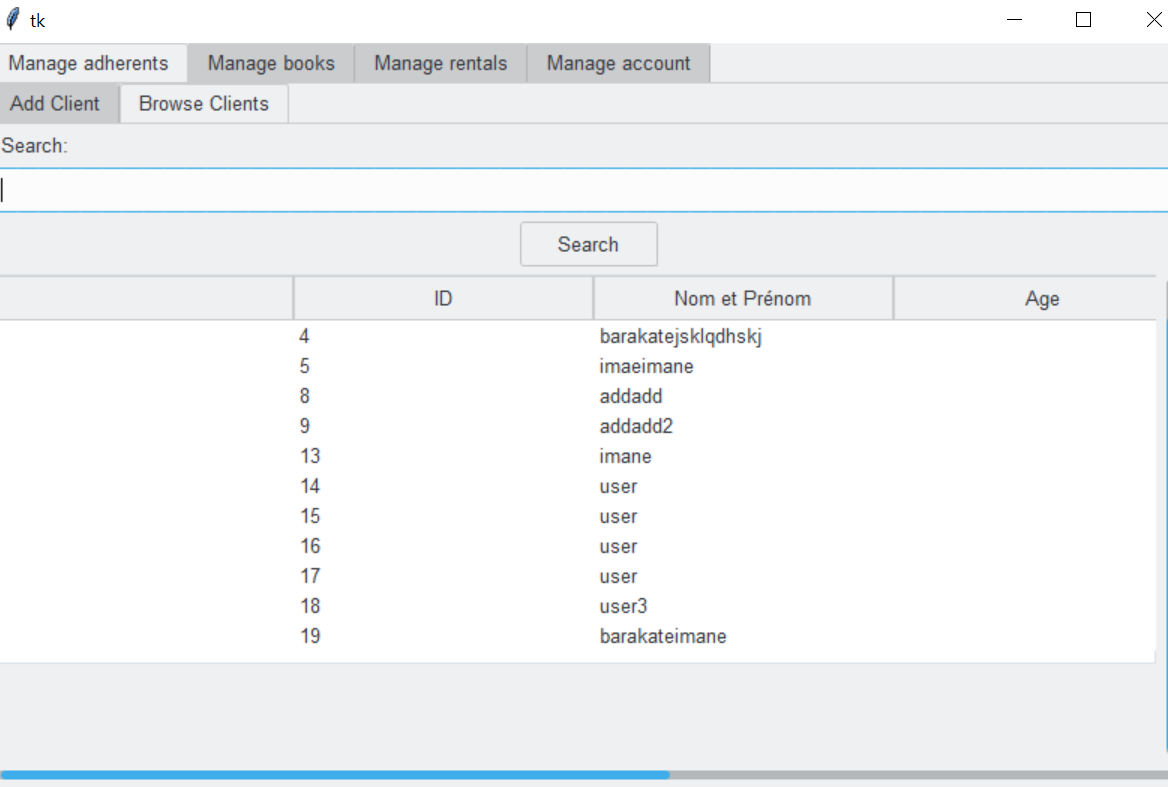 tk
Manage adherents Manage books Manage rentals Manage account
Add Client Browse Clients
Search:
Search
ID Nom et Prénom Age
4 barakatejsklqdhskj
5 imaeimane
8 addadd
9 addadd2
13 imane
14 user
15 user
16 user
17 user
18 user3
19 barakateimane